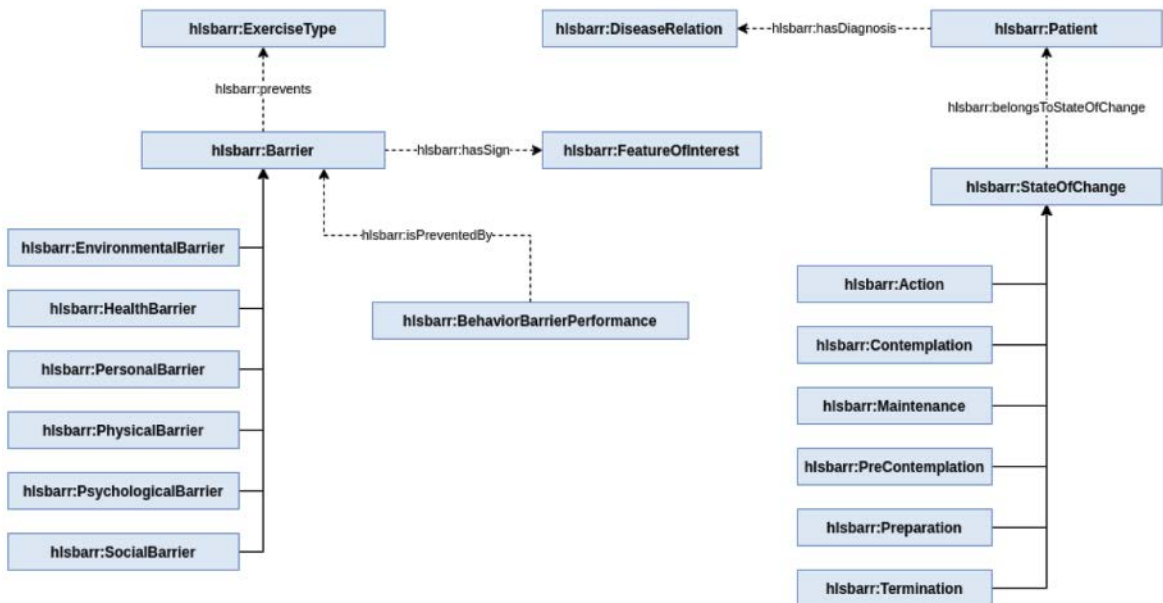 hlsbarr:ExerciseType
hlsbarr:DiseaseRelation
hlsbarr:hasDiagnosis
hlsbarr:Patient
hlsbarr:prevents
hlsbarr:belongsToStateOfChange
hlsbarr:Barrier
hlsbarr:hasSign
hlsbarr:FeatureOfInterest
hlsbarr:StateOfChange
hlsbarr:isPreventedBy
hlsbarr:EnvironmentalBarrier
hlsbarr:HealthBarrier
hlsbarr:PersonalBarrier
hlsbarr:PhysicalBarrier
hlsbarr:PsychologicalBarrier
hlsbarr:SocialBarrier
hlsbarr:BehaviorBarrierPerformance
hlsbarr:Action
hlsbarr:Contemplation
hlsbarr:Maintenance
hlsbarr:PreContemplation
hlsbarr:Preparation
hlsbarr:Termination